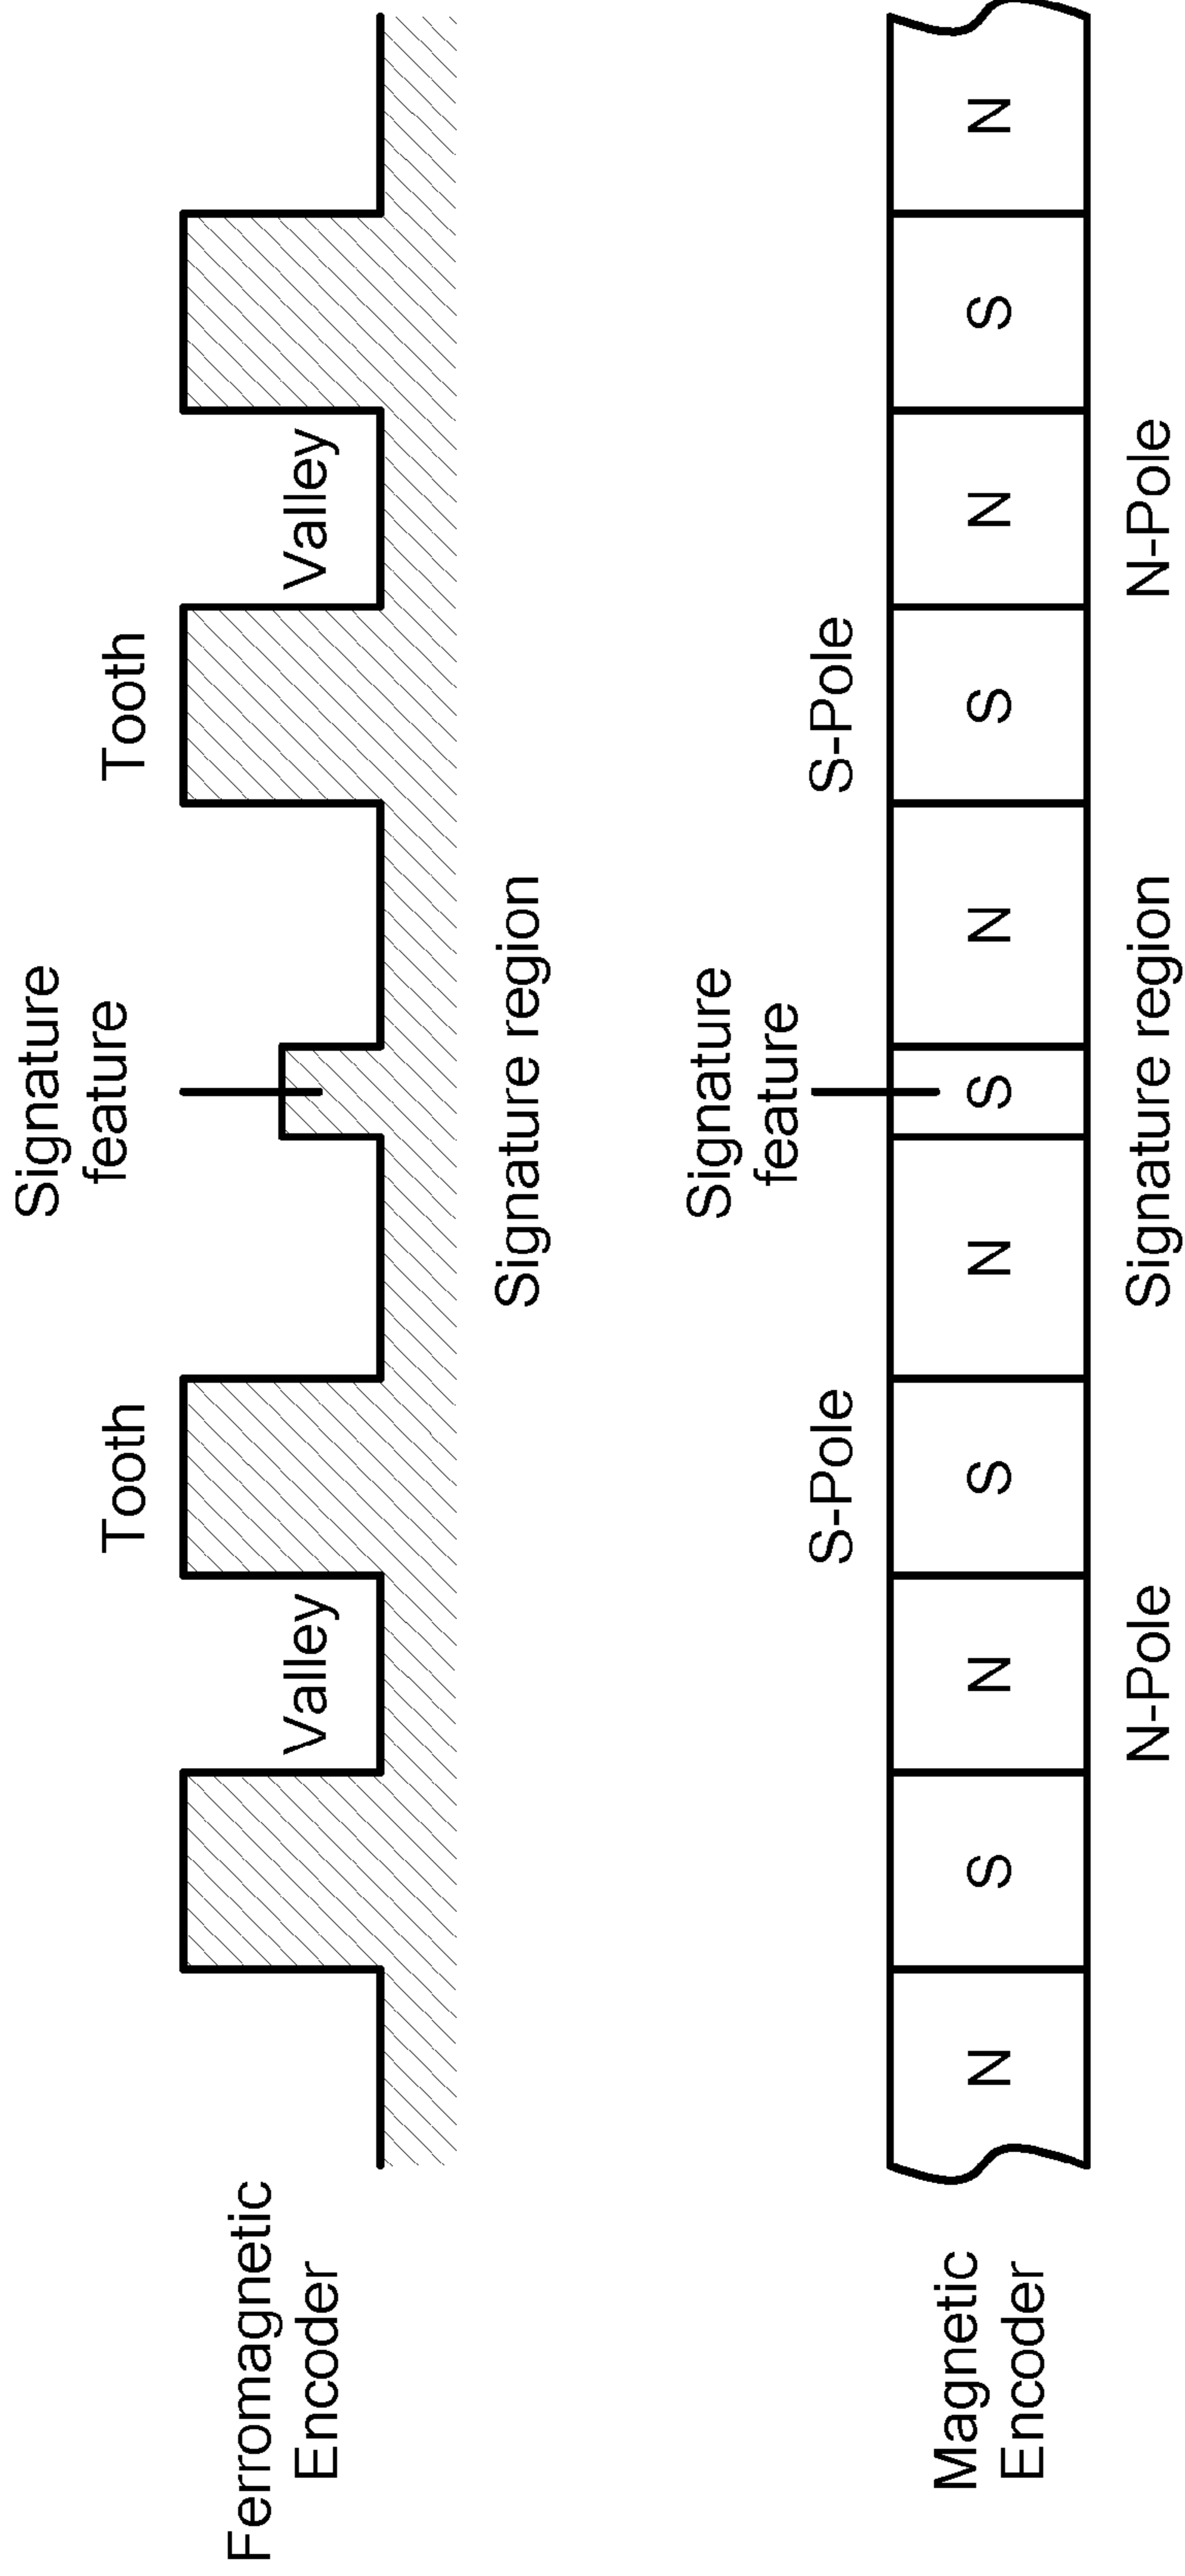 Signature
feature
Tooth
Tooth
Valley
Valley
Ferromagnetic
Encoder
Signature region
Signature
feature
S-Pole
S-Pole
Magnetic
Encoder
N S N S N S N S N S N
N-Pole
Signature region
N-Pole